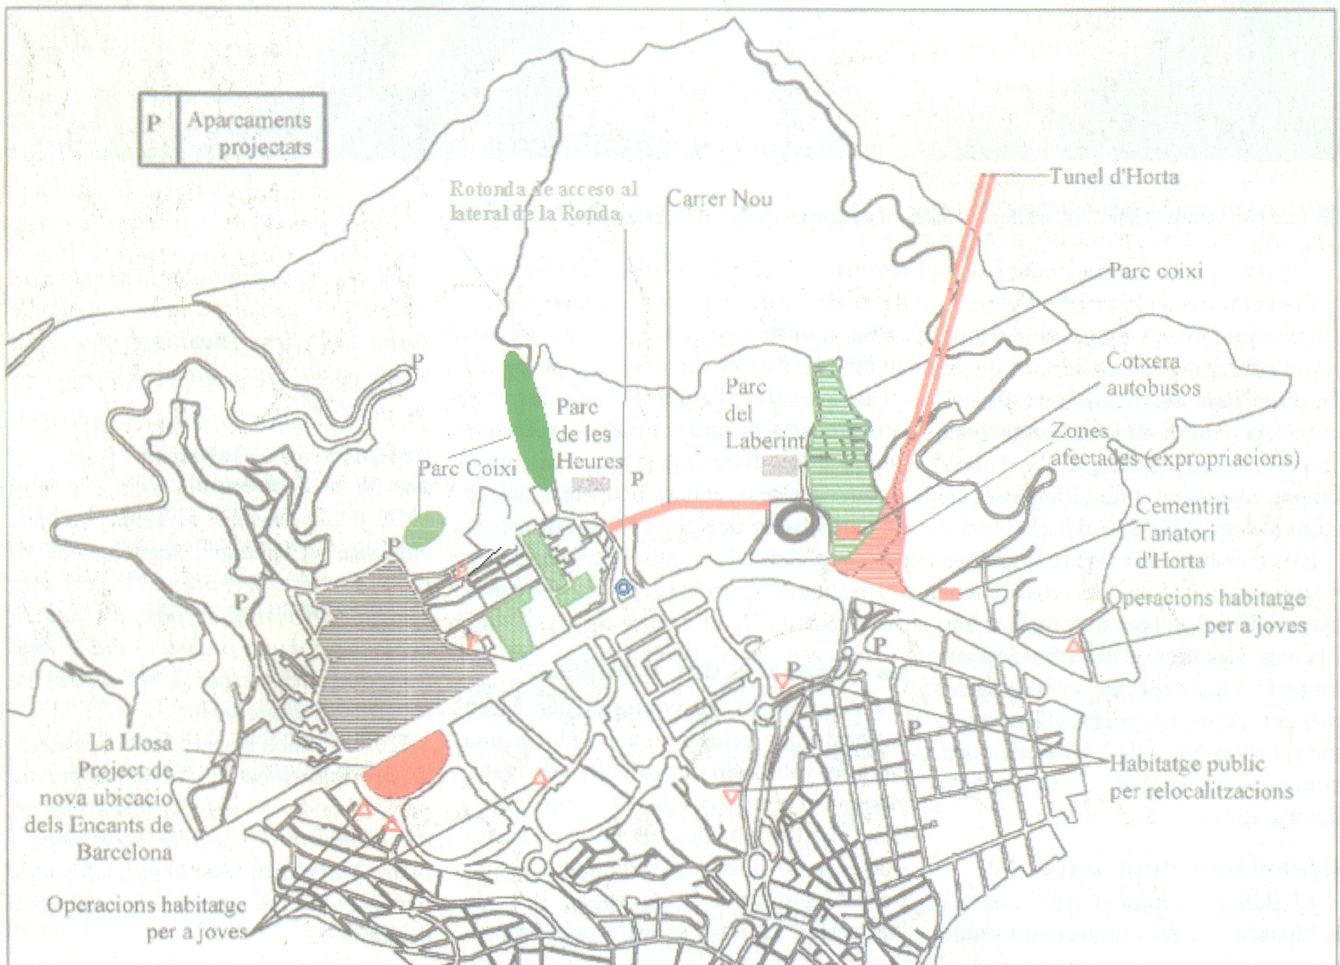 P Aparcaments
projectats
Rotonda de acceso al
lateral de la Ronda
Carrer Nou
Tunel d'Horta
Parc coixi
Cotxera
autobusos
Zones
afectades (expropriacions)
Cementiri
Tanatori
d'Horta
Operacions habitatge
per a joves
Parc
del
Laberint
Parc
de les
Heures
Parc Coixi
P
P
P
P
P
P
P
P
P
Habitatge public
per relocalitzacions
La Llosa
Project de
nova ubicacio
dels Encants de
Barcelona
Operacions habitatge
per a joves